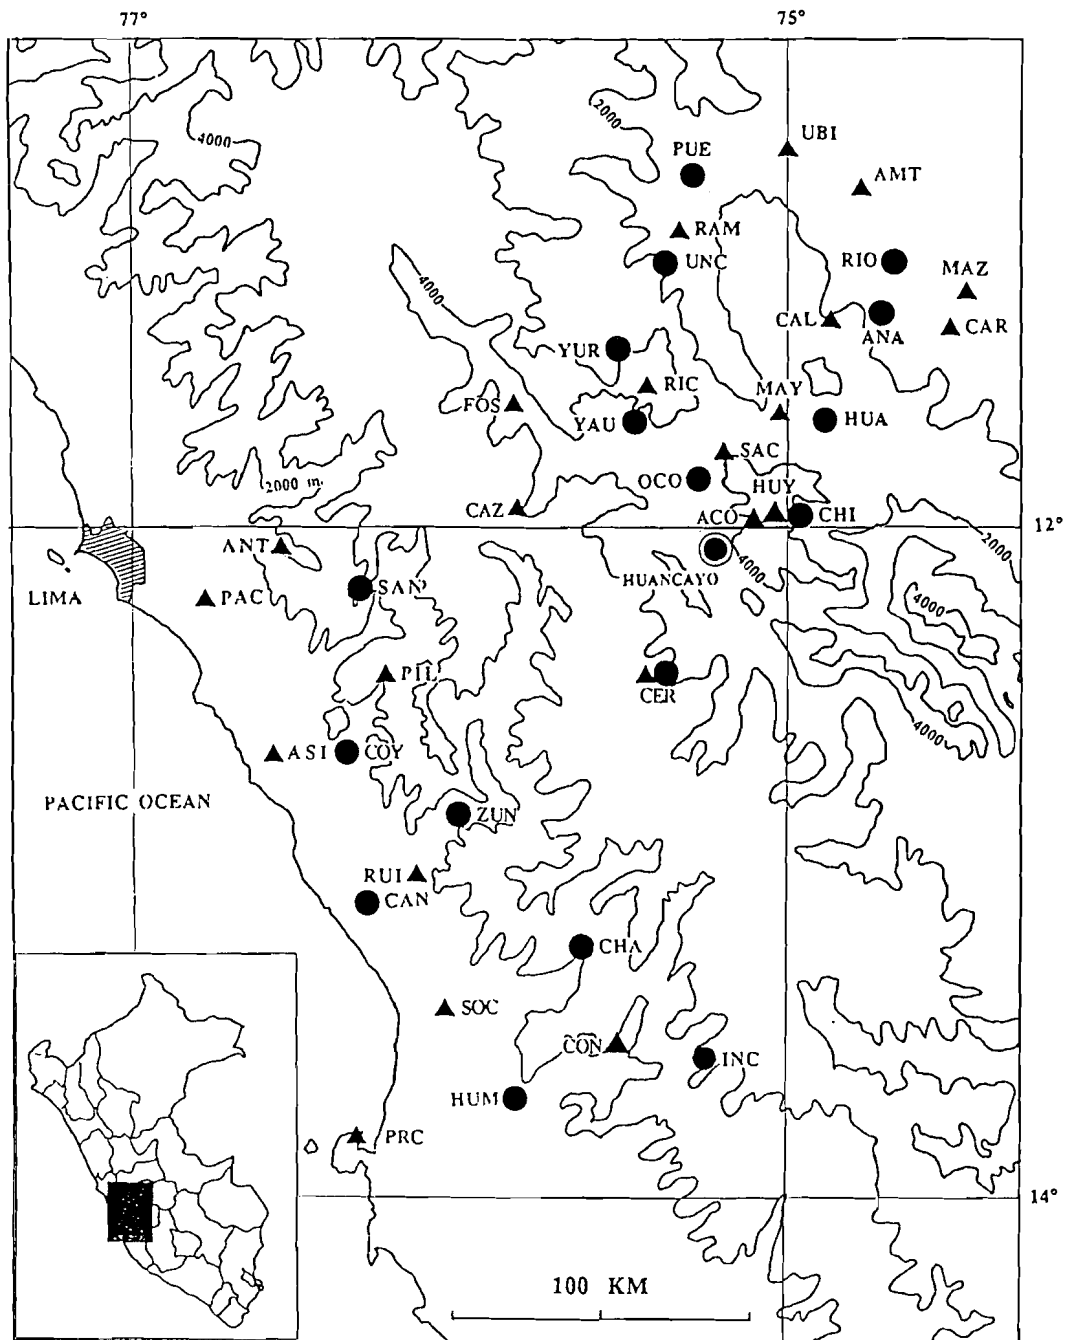 77°
75°
2000
4000
UBI
PUE
AMT
RAM
UNC
RIO
MAZ
4000
CAL
ANA
CAR
YUR
RIC
MAY
FOS
YAU
HUA
SAC
2000 m.
OCO
HUY
CAZ
ACO
CHI
12°
2000
ANT
4000
HUANCAYO
SAN
4000
LIMA
PAC
PIL
CER
4000
ASI
COY
PACIFIC OCEAN
ZUN
RUI
CAN
CHA
SOC
CON
INC
HUM
PRC
14°
100 KM